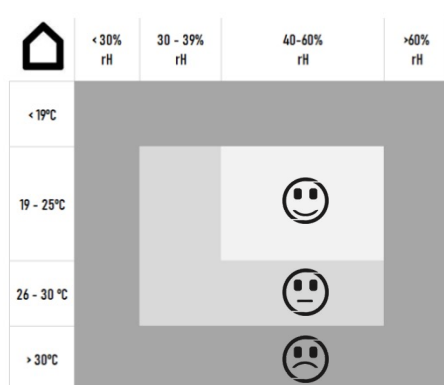 < 30%
rH
30 - 39%
rH
40-60%
rH
>60%
rH
< 19°C
19 - 25°C
26 - 30 °C
> 30°C